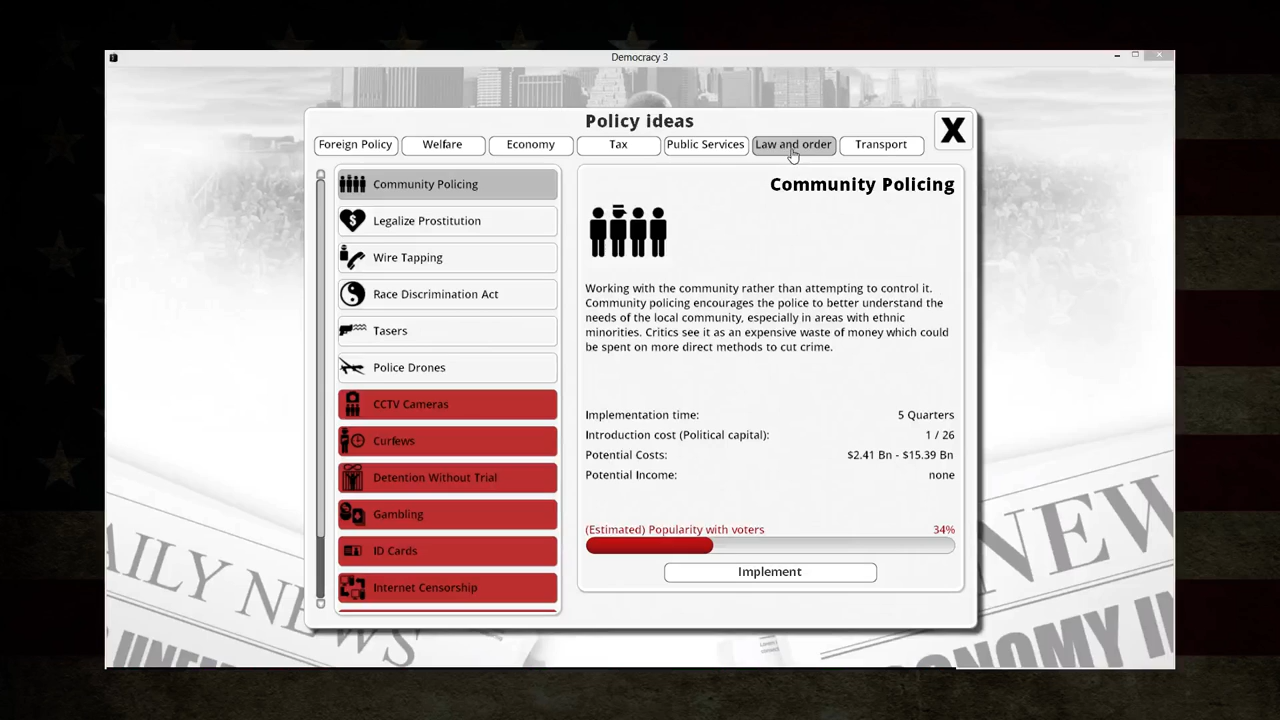 Democracy 3
Policy ideas
X
Foreign Policy Welfare Economy Tax Public Services Law and order Transport
Community Policing
Legalize Prostitution
Wire Tapping
Race Discrimination Act
Tasers
Police Drones
CCTV Cameras
Curfews
Detention Without Trial
Gambling
ID Cards
Internet Censorship
Community Policing
Working with the community rather than attempting to control it.
Community policing encourages the police to better understand the
needs of the local community, especially in areas with ethnic
minorities. Critics see it as an expensive waste of money which could
be spent on more direct methods to cut crime.
Implementation time: 5 Quarters
Introduction cost (Political capital): 1 / 26
Potential Costs: $2.41 Bn - $15.39 Bn
Potential Income: none
(Estimated) Popularity with voters 34%
Implement
AILY NEWS
NEW
ONOMY IN